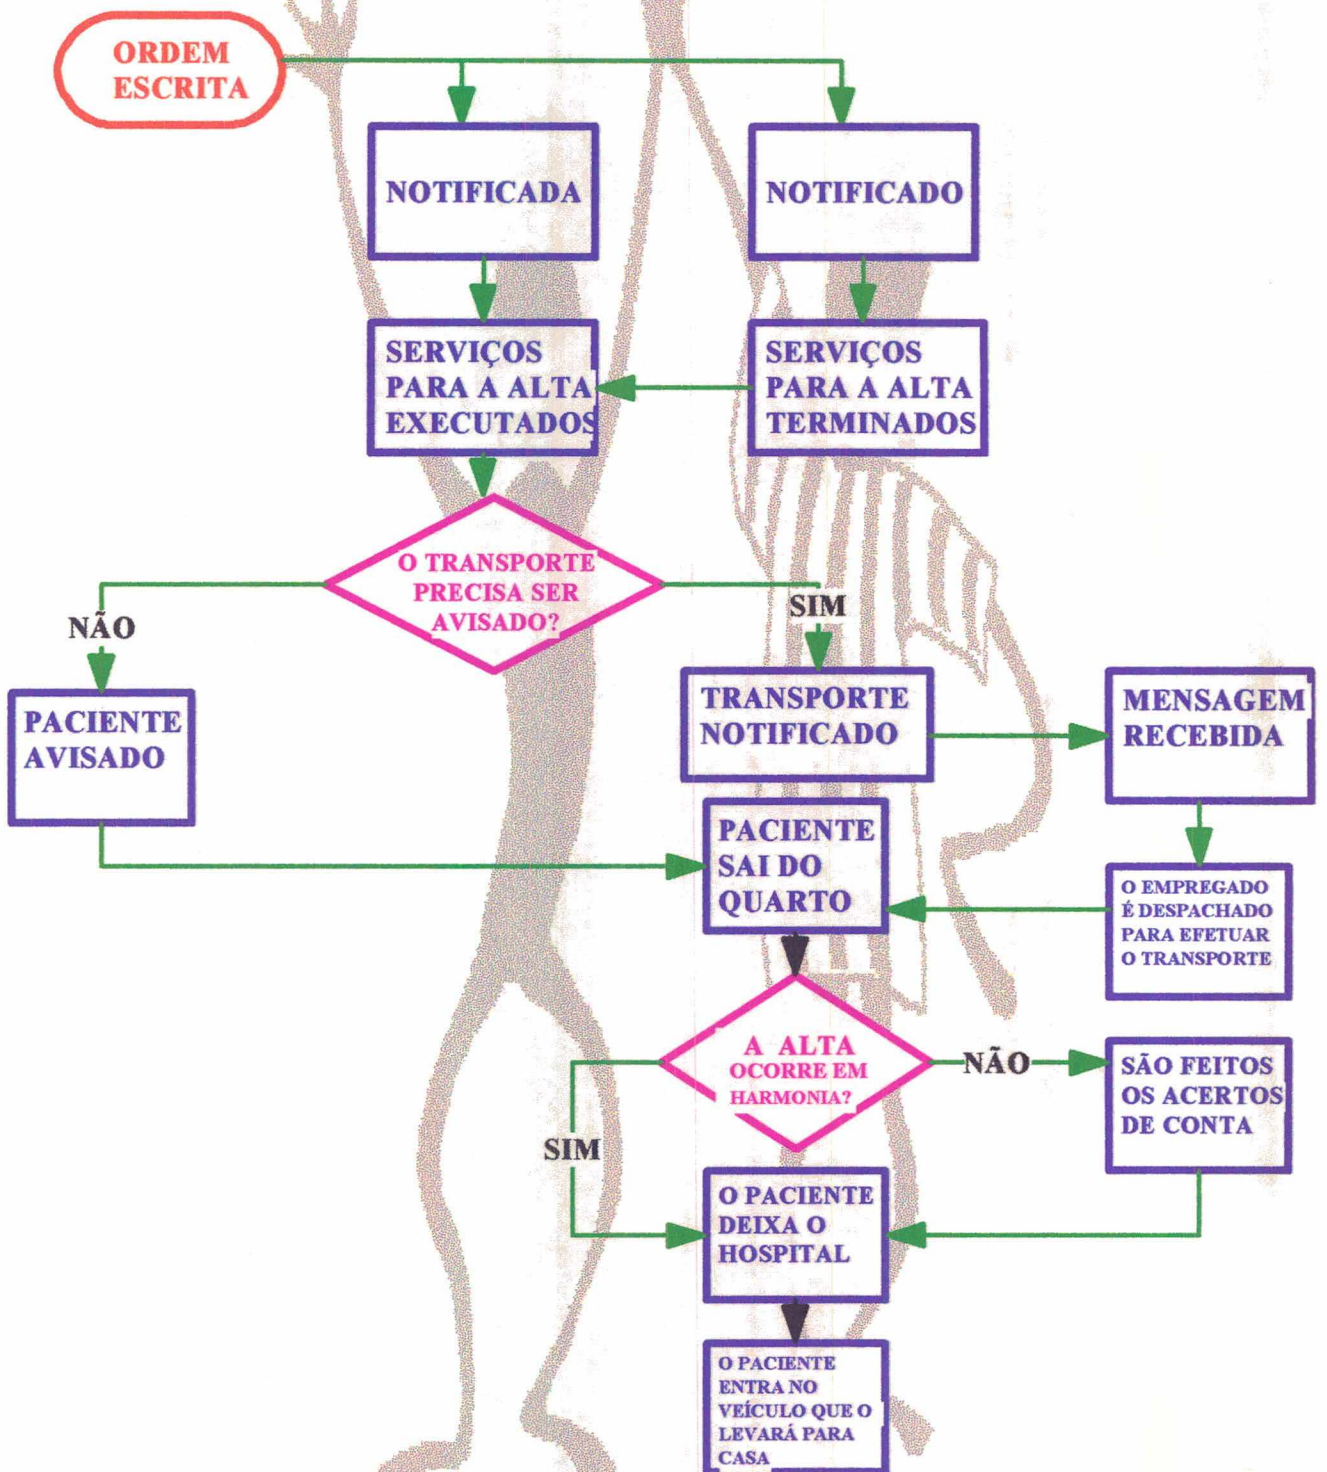 ORDEM
ESCRITA
NOTIFICADA
NOTIFICADO
SERVIÇOS
PARA A ALTA
EXECUTADOS
SERVIÇOS
PARA A ALTA
TERMINADOS
O TRANSPORTE
PRECISA SER
AVISADO?
NÃO
SIM
PACIENTE
AVISADO
TRANSPORTE
NOTIFICADO
MENSAGEM
RECEBIDA
PACIENTE
SAI DO
QUARTO
O EMPREGADO
É DESPACHADO
PARA EFETUAR
O TRANSPORTE
A ALTA
OCORRE EM
HARMONIA?
NÃO
SÃO FEITOS
OS ACERTOS
DE CONTA
SIM
O PACIENTE
DEIXA O
HOSPITAL
O PACIENTE
ENTRA NO
VEÍCULO QUE O
LEVARÁ PARA
CASA